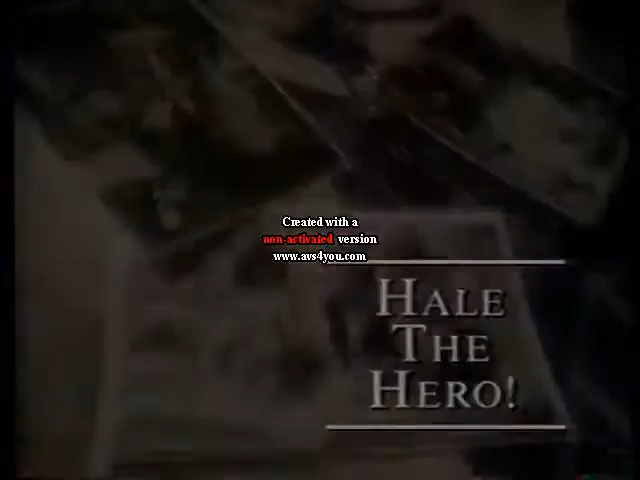 Created with a
non-activated version
www.avs4you.com
HALE
THE
HERO!